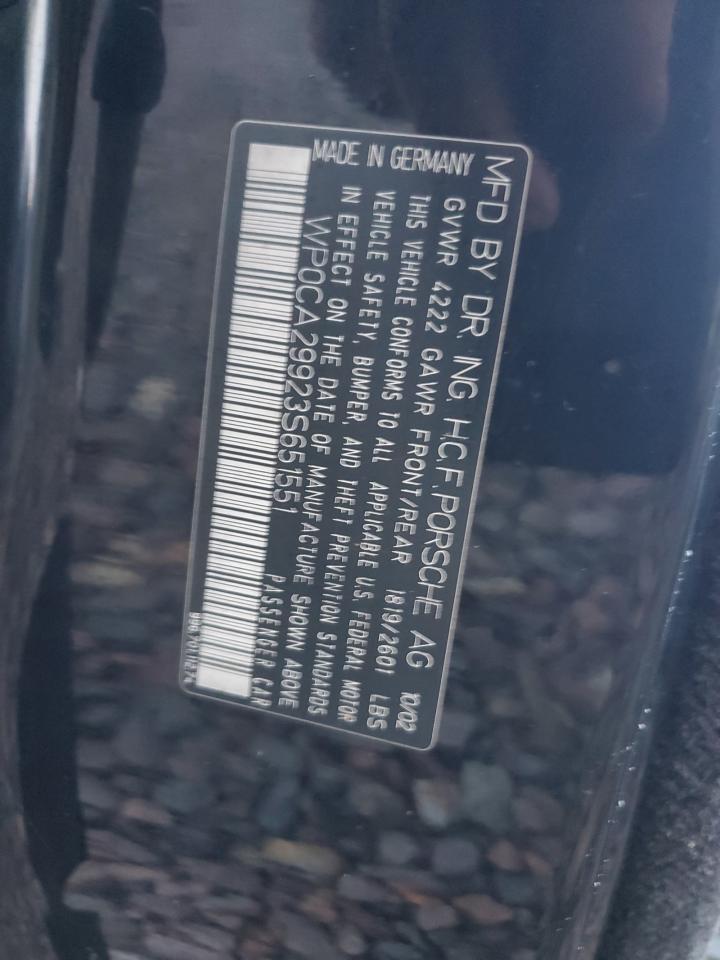 MFD BY DR. ING. H.C.F. PORSCHE AG 10/02
GVWR 4222 GAWR FRONT/REAR 1819/2601 LBS
THIS VEHICLE CONFORMS TO ALL APPLICABLE U.S. FEDERAL MOTOR
VEHICLE SAFETY, BUMPER, AND THEFT PREVENTION STANDARDS
IN EFFECT ON THE DATE OF MANUFACTURE SHOWN ABOVE
MADE IN GERMANY
WP0CA29923S651551 PASSENGER CAR